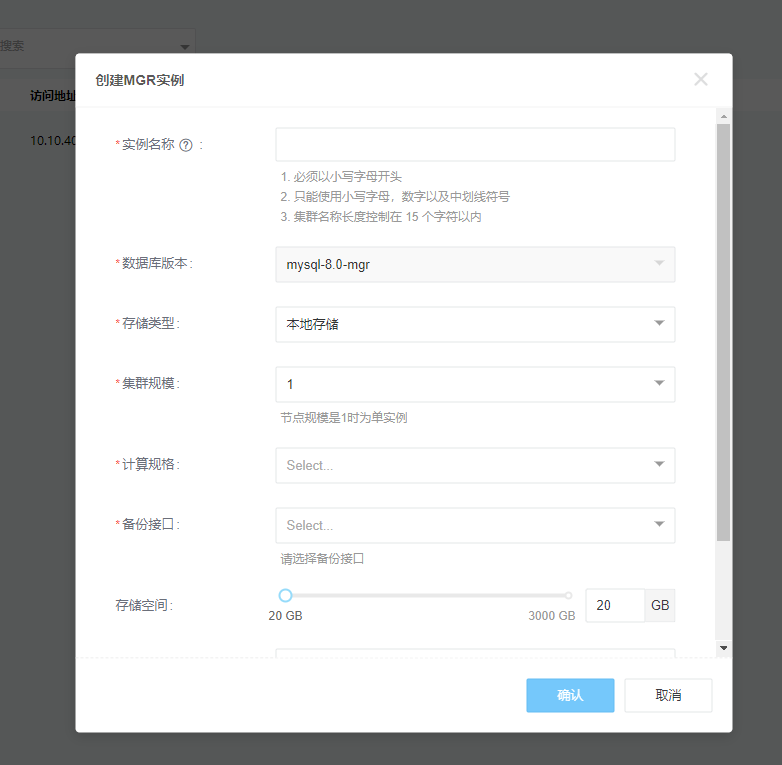 搜索
创建MGR实例
访问地址
10.10.40
*实例名称 ? :
1. 必须以小写字母开头
2. 只能使用小写字母，数字以及中划线符号
3. 集群名称长度控制在 15 个字符以内
*数据库版本:
mysql-8.0-mgr
*存储类型:
本地存储
*集群规模:
1
节点规模是1时为单实例
*计算规格:
Select...
*备份接口:
Select...
请选择备份接口
存储空间:
20 GB
3000 GB
20
GB
确认
取消